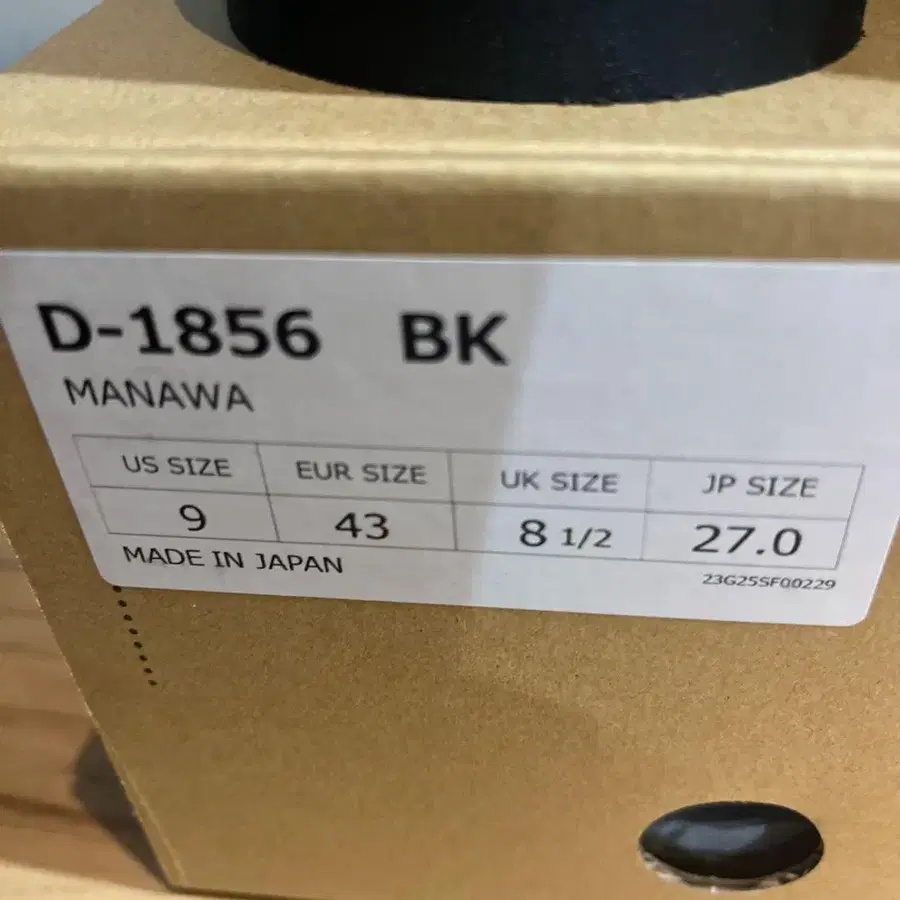 D-1856 BK
MANAWA
US SIZE EUR SIZE UK SIZE JP SIZE
9 43 8 1/2 27.0
MADE IN JAPAN
23G25SF00229